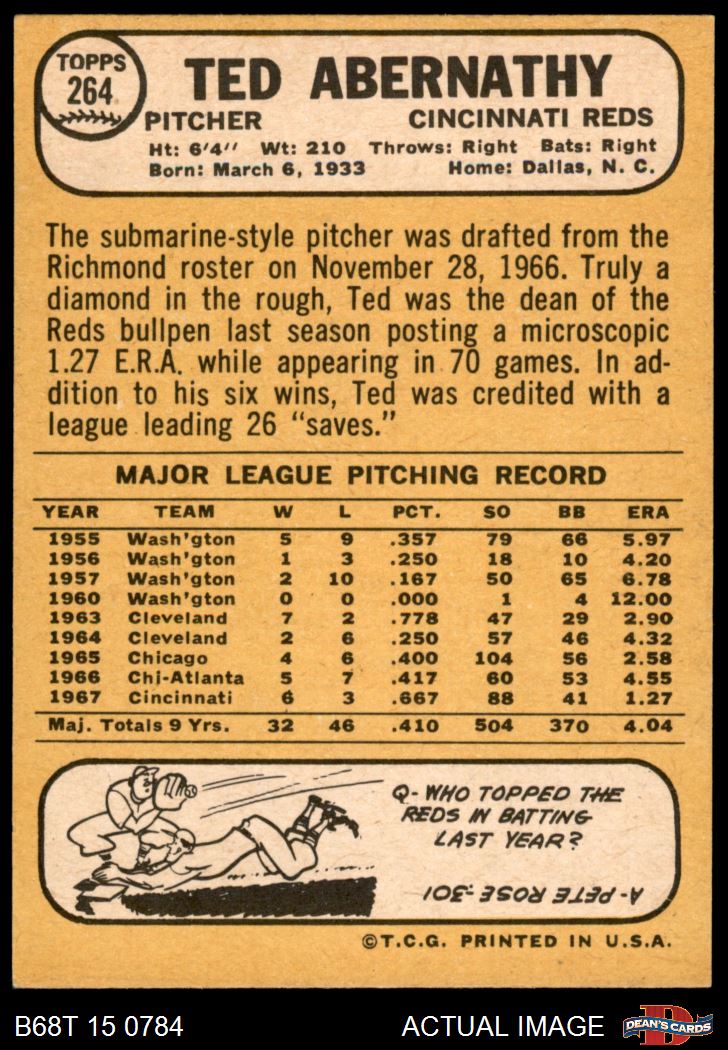 TOPPS
264
TED ABERNATHY
PITCHER CINCINNATI REDS
Ht: 6'4'' Wt: 210 Throws: Right Bats: Right
Born: March 6, 1933 Home: Dallas, N. C.
The submarine-style pitcher was drafted from the
Richmond roster on November 28, 1966. Truly a
diamond in the rough, Ted was the dean of the
Reds bullpen last season posting a microscopic
1.27 E.R.A. while appearing in 70 games. In ad-
dition to his six wins, Ted was credited with a
league leading 26 “saves.”
MAJOR LEAGUE PITCHING RECORD
YEAR TEAM W L PCT. SO BB ERA
1955 Wash'gton 5 9 .357 79 66 5.97
1956 Wash'gton 1 3 .250 18 10 4.20
1957 Wash'gton 2 10 .167 50 65 6.78
1960 Wash'gton 0 0 .000 1 4 12.00
1963 Cleveland 7 2 .778 47 29 2.90
1964 Cleveland 2 6 .250 57 46 4.32
1965 Chicago 4 6 .400 104 56 2.58
1966 Chi-Atlanta 5 7 .417 60 53 4.55
1967 Cincinnati 6 3 .667 88 41 1.27
Maj. Totals 9 Yrs. 32 46 .410 504 370 4.04
Q- WHO TOPPED THE
REDS IN BATTING
LAST YEAR?
A-PETE ROSE-.301
©T.C.G. PRINTED IN U.S.A.
B68T 15 0784 ACTUAL IMAGE D DEAN'S CARDS